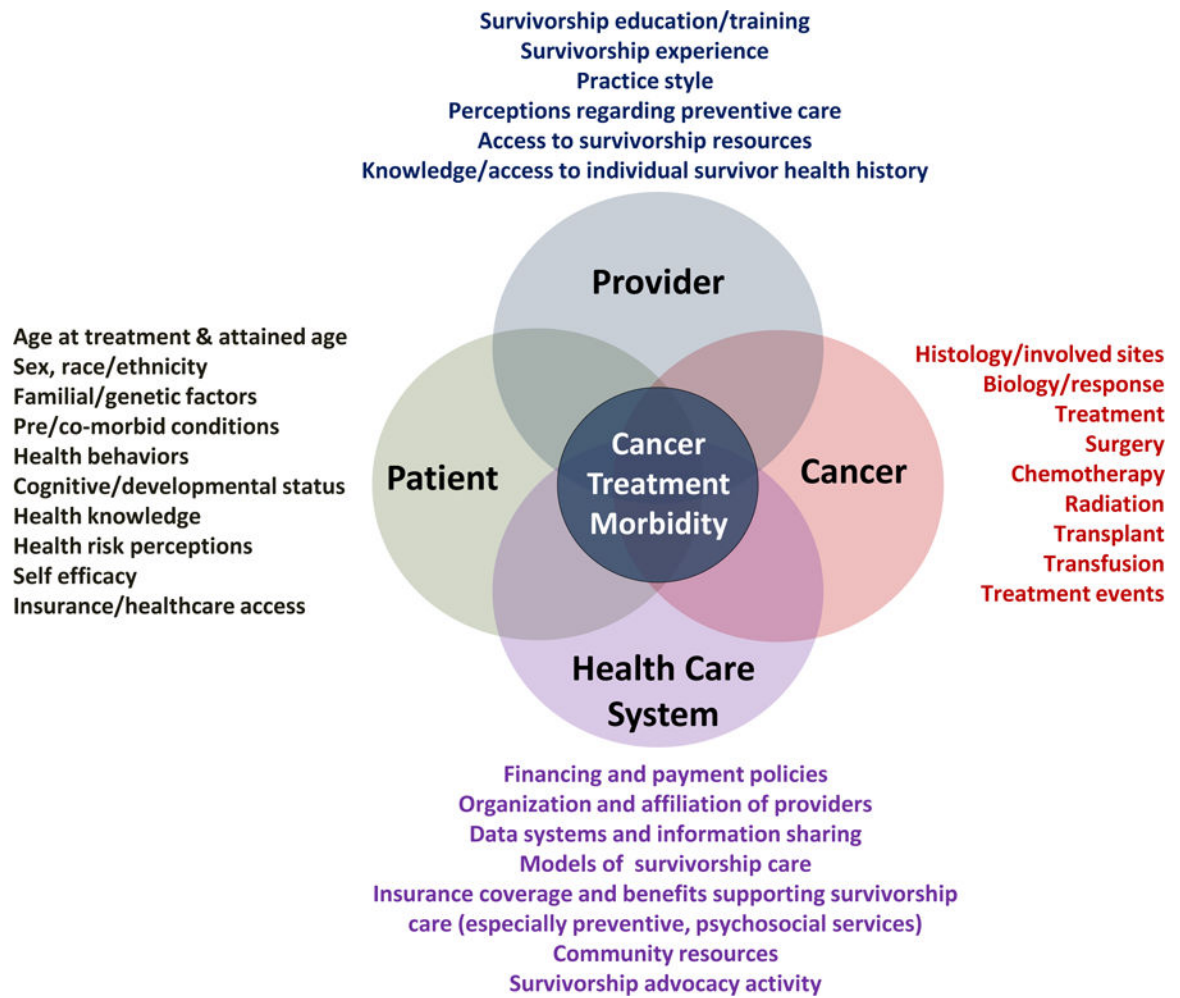 Survivorship education/training
Survivorship experience
Practice style
Perceptions regarding preventive care
Access to survivorship resources
Knowledge/access to individual survivor health history
Provider
Age at treatment & attained age
Sex, race/ethnicity
Familial/genetic factors
Pre/co-morbid conditions
Health behaviors
Cognitive/developmental status
Health knowledge
Health risk perceptions
Self efficacy
Insurance/healthcare access
Patient
Cancer
Treatment
Morbidity
Cancer
Histology/involved sites
Biology/response
Treatment
Surgery
Chemotherapy
Radiation
Transplant
Transfusion
Treatment events
Health Care
System
Financing and payment policies
Organization and affiliation of providers
Data systems and information sharing
Models of survivorship care
Insurance coverage and benefits supporting survivorship
care (especially preventive, psychosocial services)
Community resources
Survivorship advocacy activity